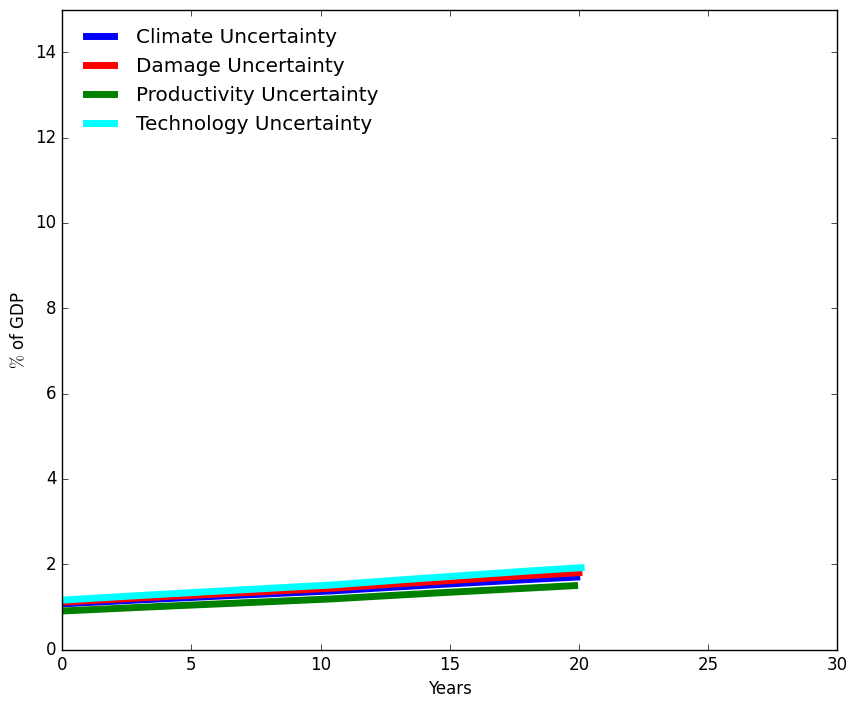 Climate Uncertainty
Damage Uncertainty
Productivity Uncertainty
Technology Uncertainty
14
12
10
8
6
4
2
0
% of GDP
0 5 10 15 20 25 30
Years